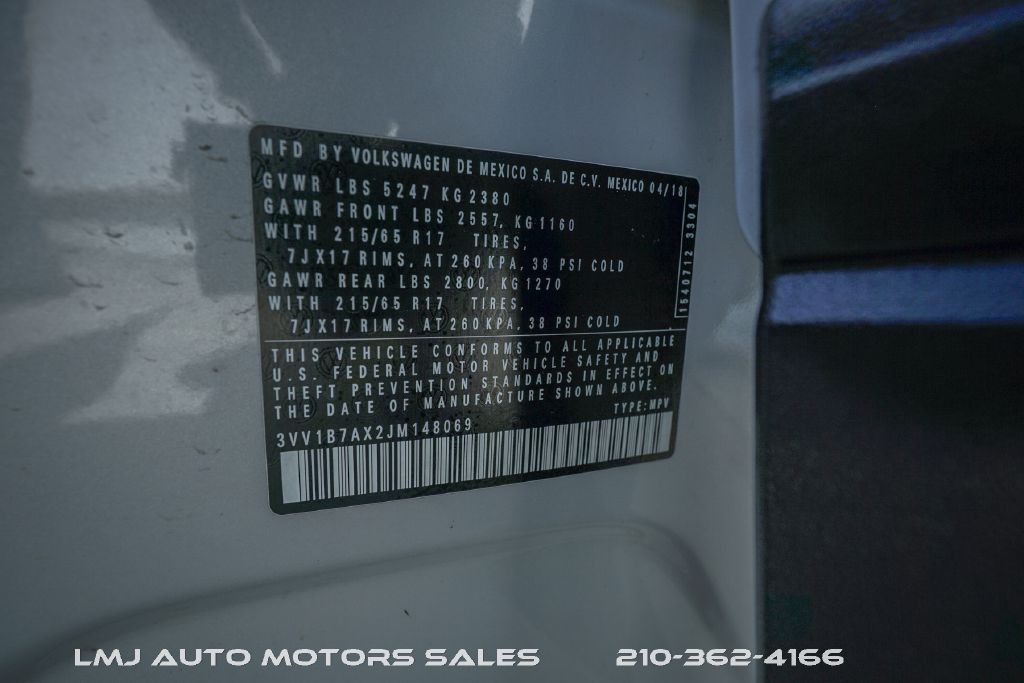 MFD BY VOLKSWAGEN DE MEXICO S.A. DE C.V. MEXICO 04/18
GVWR LBS 5247 KG 2380
GAWR FRONT LBS 2557, KG 1160
WITH 215/65 R17 TIRES,
7JX17 RIMS, AT 260 KPA, 38 PSI COLD
GAWR REAR LBS 2800, KG 1270
WITH 215/65 R17 TIRES,
7JX17 RIMS, AT 260 KPA, 38 PSI COLD
1540712 3304
THIS VEHICLE CONFORMS TO ALL APPLICABLE
U.S. FEDERAL MOTOR VEHICLE SAFETY AND
THEFT PREVENTION STANDARDS IN EFFECT ON
THE DATE OF MANUFACTURE SHOWN ABOVE.
3VV1B7AX2JM148069 TYPE: MPV
LMJ AUTO MOTORS SALES 210-362-4166